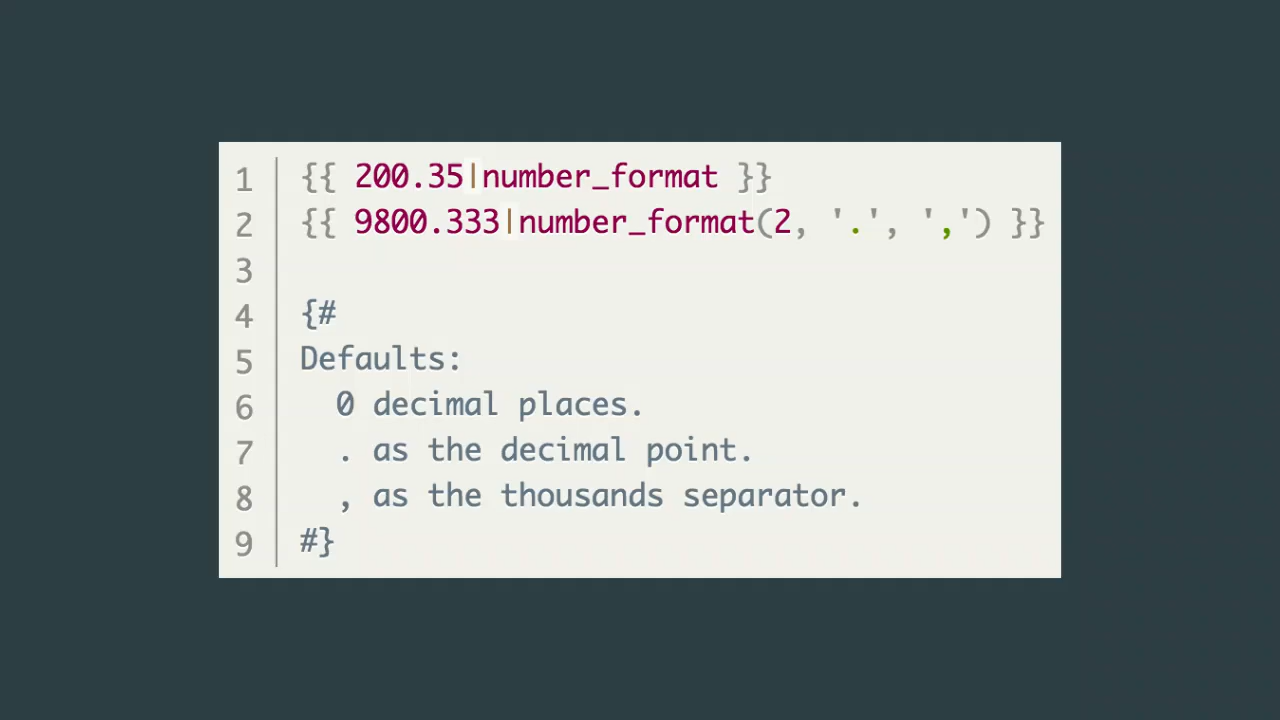 1 {{ 200.35|number_format }}
2 {{ 9800.333|number_format(2, '.', ',') }}
3
4 {#
5 Defaults:
6 0 decimal places.
7 . as the decimal point.
8 , as the thousands separator.
9 #}